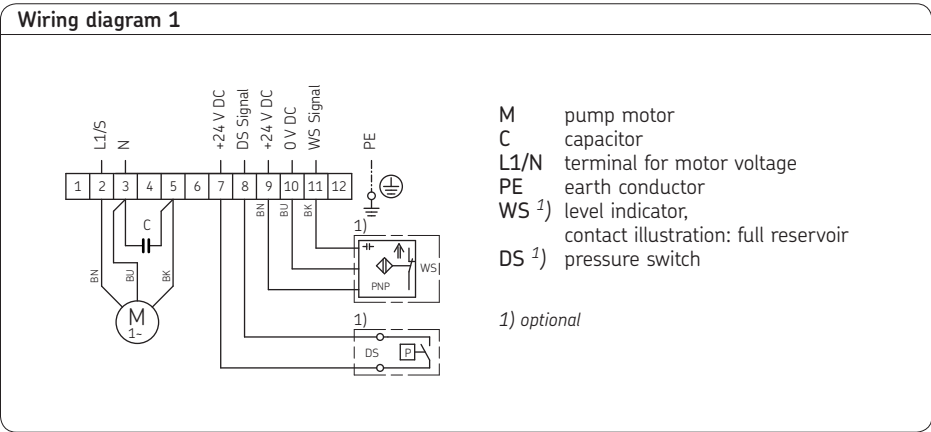 Wiring diagram 1
L1/S
N
+24 V DC
DS Signal
+24 V DC
0 V DC
WS Signal
PE
1 2 3 4 5 6 7 8 9 10 11 12
BN
BU
BK
C
BN
BU
BK
M
1~
1)
WS
PNP
1)
DS
P
M pump motor
C capacitor
L1/N terminal for motor voltage
PE earth conductor
WS 1) level indicator,
contact illustration: full reservoir
DS 1) pressure switch
1) optional